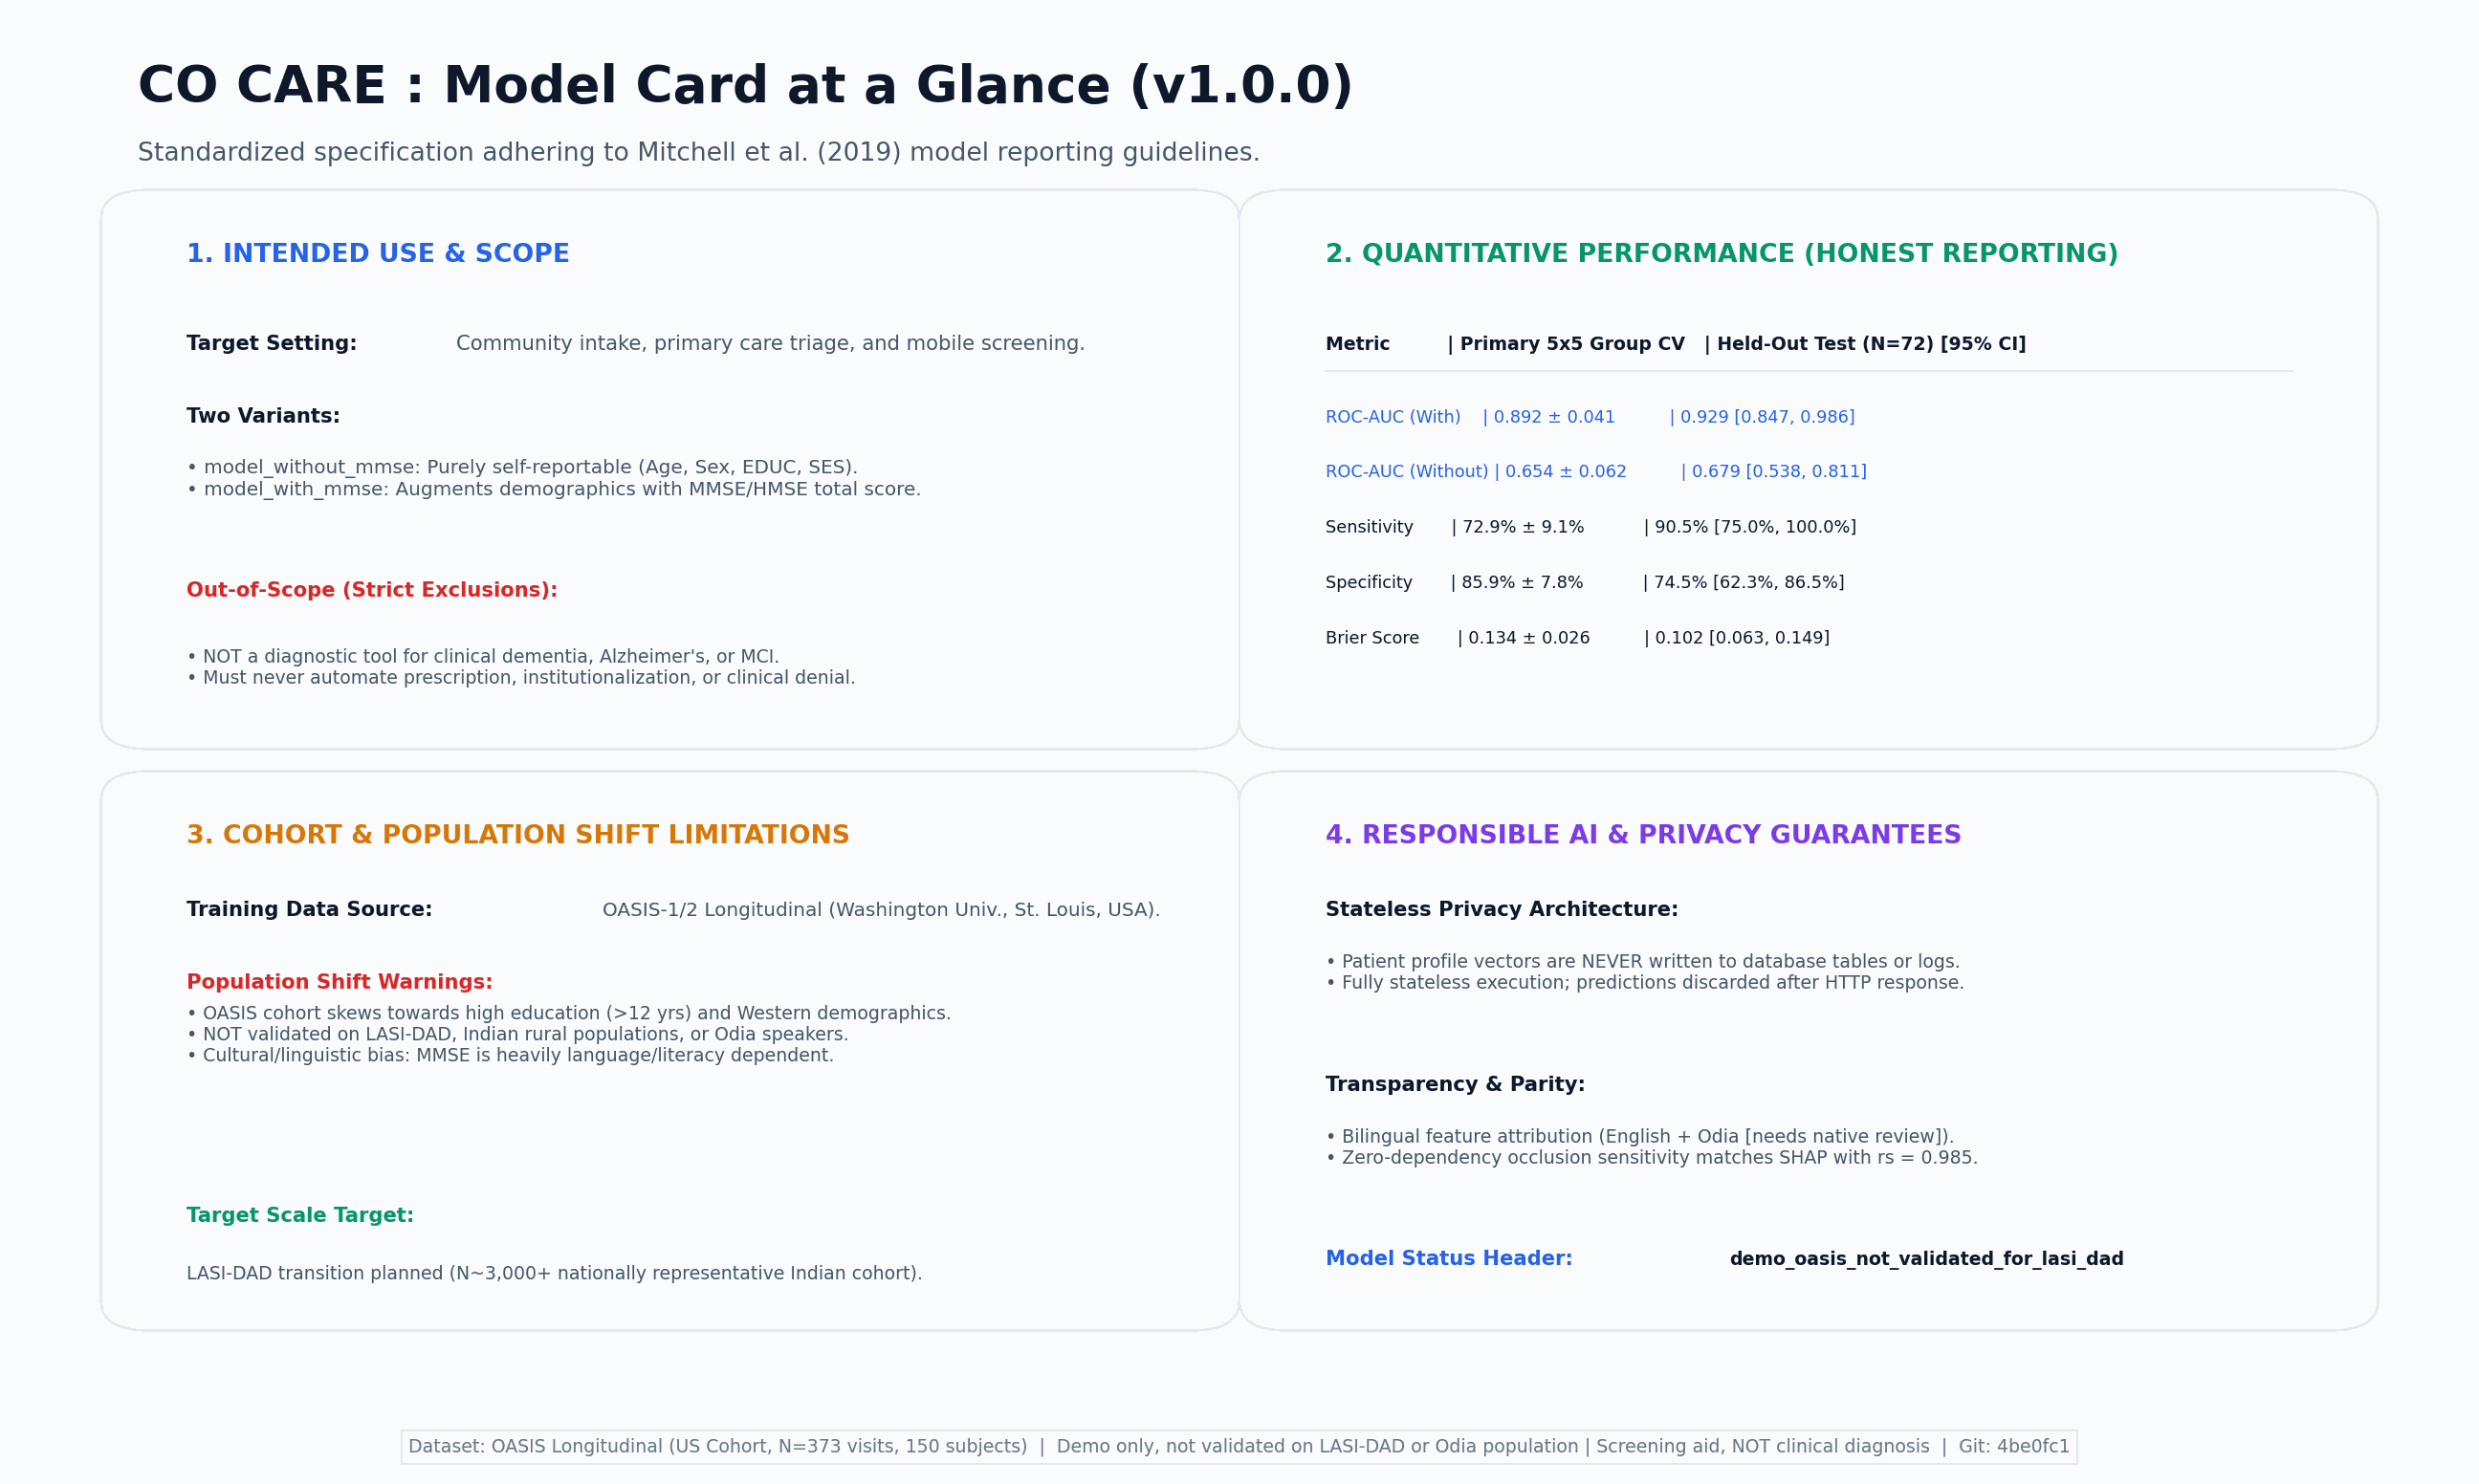 CO CARE : Model Card at a Glance (v1.0.0)
Standardized specification adhering to Mitchell et al. (2019) model reporting guidelines.
1. INTENDED USE & SCOPE
Target Setting: Community intake, primary care triage, and mobile screening.
Two Variants:
• model_without_mmse: Purely self-reportable (Age, Sex, EDUC, SES).
• model_with_mmse: Augments demographics with MMSE/HMSE total score.
Out-of-Scope (Strict Exclusions):
• NOT a diagnostic tool for clinical dementia, Alzheimer's, or MCI.
• Must never automate prescription, institutionalization, or clinical denial.
2. QUANTITATIVE PERFORMANCE (HONEST REPORTING)
Metric | Primary 5x5 Group CV | Held-Out Test (N=72) [95% CI]
ROC-AUC (With) | 0.892 ± 0.041 | 0.929 [0.847, 0.986]
ROC-AUC (Without) | 0.654 ± 0.062 | 0.679 [0.538, 0.811]
Sensitivity | 72.9% ± 9.1% | 90.5% [75.0%, 100.0%]
Specificity | 85.9% ± 7.8% | 74.5% [62.3%, 86.5%]
Brier Score | 0.134 ± 0.026 | 0.102 [0.063, 0.149]
3. COHORT & POPULATION SHIFT LIMITATIONS
Training Data Source: OASIS-1/2 Longitudinal (Washington Univ., St. Louis, USA).
Population Shift Warnings:
• OASIS cohort skews towards high education (>12 yrs) and Western demographics.
• NOT validated on LASI-DAD, Indian rural populations, or Odia speakers.
• Cultural/linguistic bias: MMSE is heavily language/literacy dependent.
Target Scale Target:
LASI-DAD transition planned (N~3,000+ nationally representative Indian cohort).
4. RESPONSIBLE AI & PRIVACY GUARANTEES
Stateless Privacy Architecture:
• Patient profile vectors are NEVER written to database tables or logs.
• Fully stateless execution; predictions discarded after HTTP response.
Transparency & Parity:
• Bilingual feature attribution (English + Odia [needs native review]).
• Zero-dependency occlusion sensitivity matches SHAP with rs = 0.985.
Model Status Header: demo_oasis_not_validated_for_lasi_dad
Dataset: OASIS Longitudinal (US Cohort, N=373 visits, 150 subjects) | Demo only, not validated on LASI-DAD or Odia population | Screening aid, NOT clinical diagnosis | Git: 4be0fc1